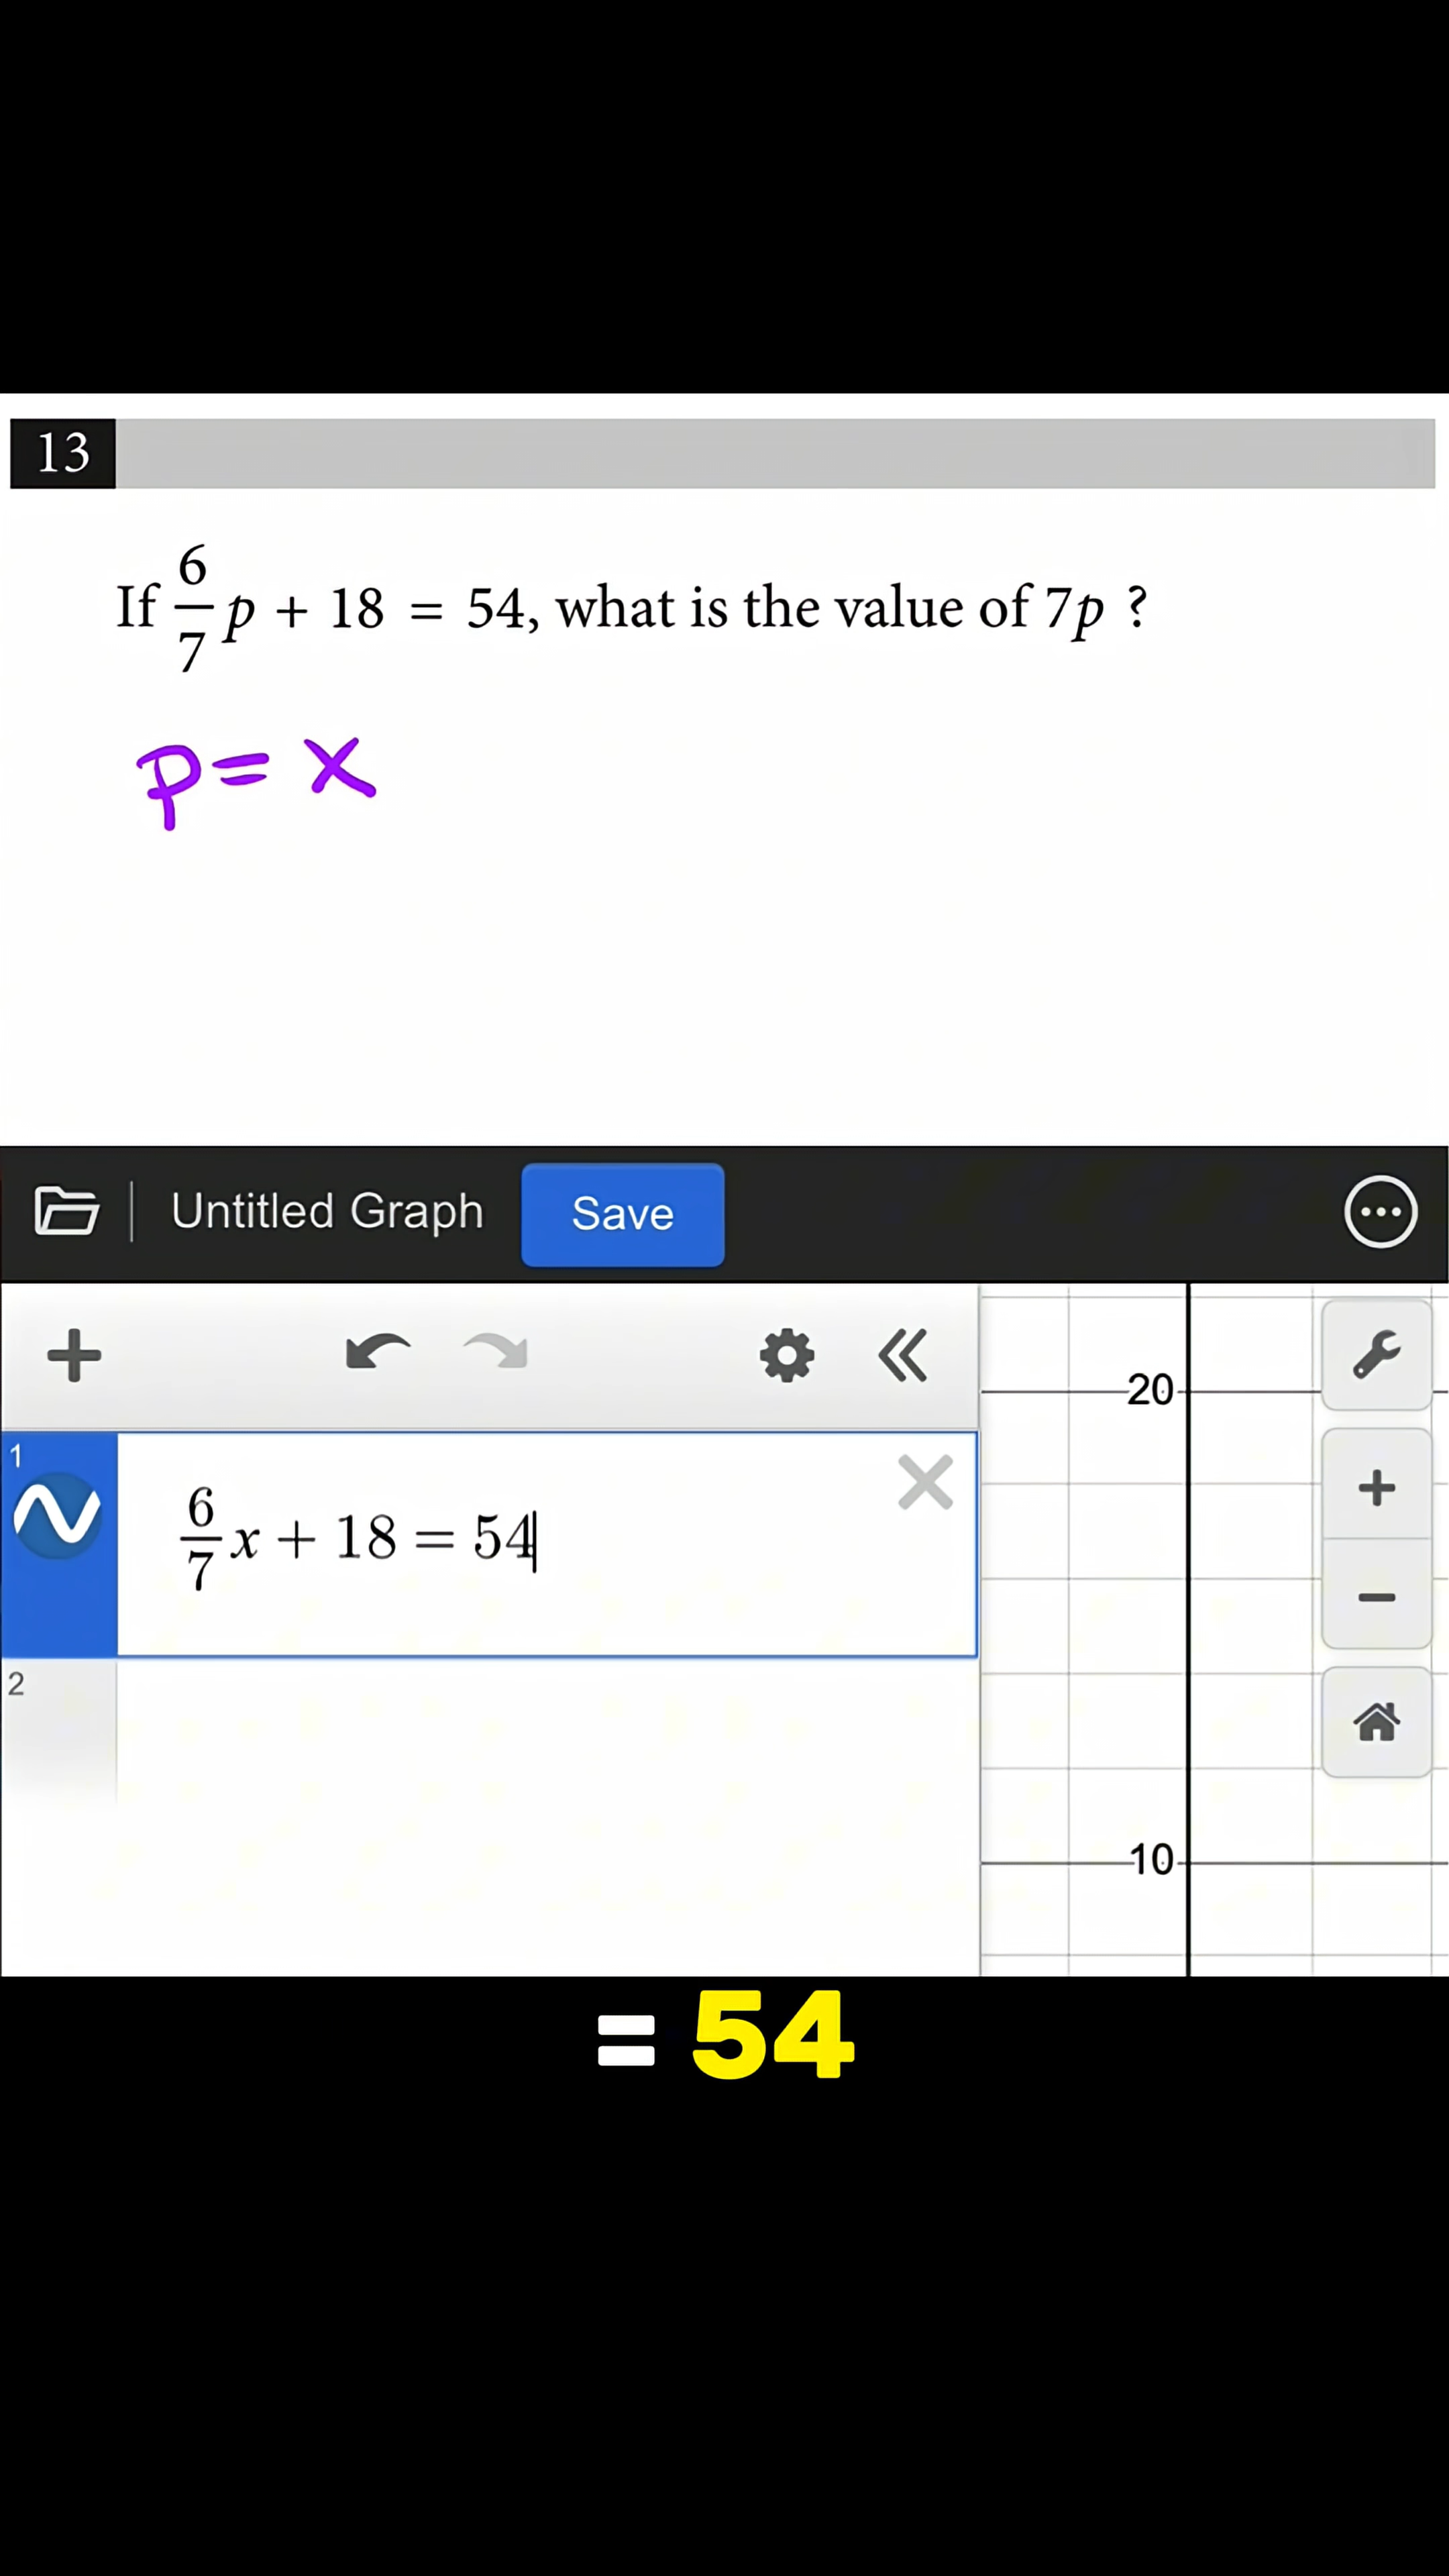 13
If 6/7 p + 18 = 54, what is the value of 7p ?
p = x
Untitled Graph Save
1
6/7 x + 18 = 54
2
20
10
= 54